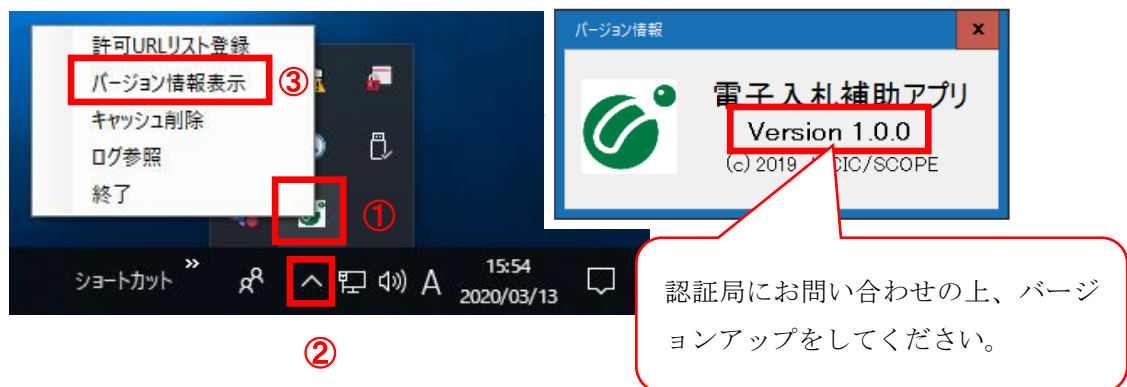 許可URLリスト登録
バージョン情報表示
③
キャッシュ削除
ログ参照
終了
①
ショートカット
»
A
15:54
2020/03/13
②
バージョン情報
x
電子入札補助アプリ
Version 1.0.0
(c) 2019 CIC/SCOPE
認証局にお問い合わせの上、バージ
ョンアップをしてください。